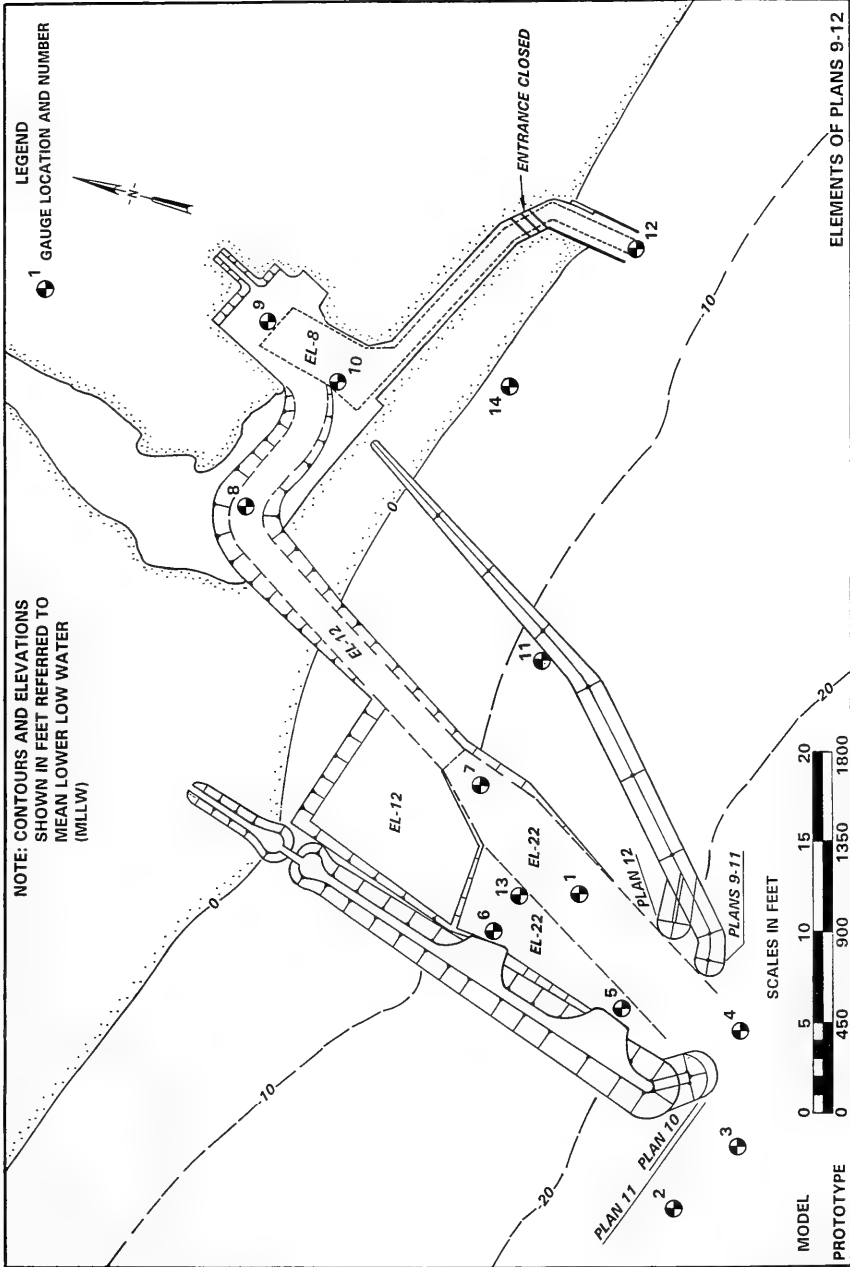 NOTE: CONTOURS AND ELEVATIONS
SHOWN IN FEET REFERRED TO
MEAN LOWER LOW WATER
(MLLW)
LEGEND
1 GAUGE LOCATION AND NUMBER
N
0
0
8
9
EL-8
10
ENTRANCE CLOSED
12
14
-10
EL-12
EL-12
11
7
EL-22
13
6
EL-22
1
5
-10
-20
-20
PLAN 12
PLANS 9-11
4
3
2
PLAN 10
PLAN 11
SCALES IN FEET
MODEL 0 5 10 15 20
PROTOTYPE 0 450 900 1350 1800
ELEMENTS OF PLANS 9-12